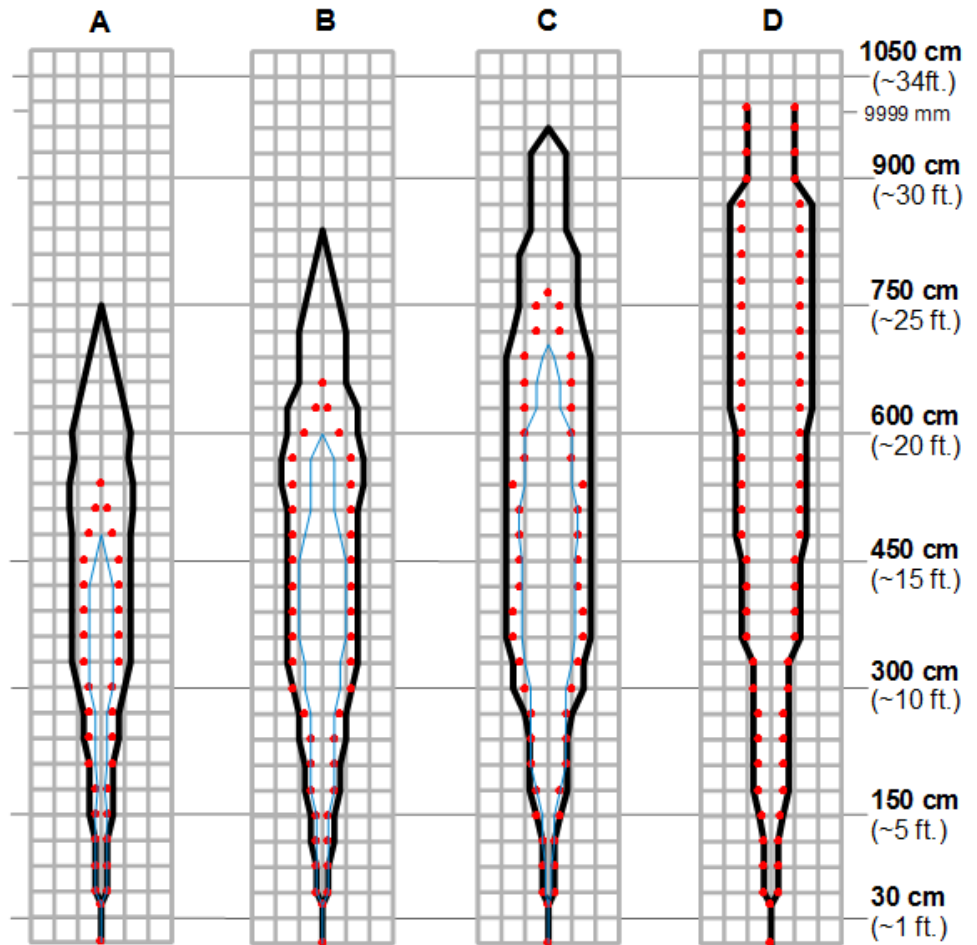 A
B
C
D
1050 cm
(~34ft.)
9999 mm
900 cm
(~30 ft.)
750 cm
(~25 ft.)
600 cm
(~20 ft.)
450 cm
(~15 ft.)
300 cm
(~10 ft.)
150 cm
(~5 ft.)
30 cm
(~1 ft.)